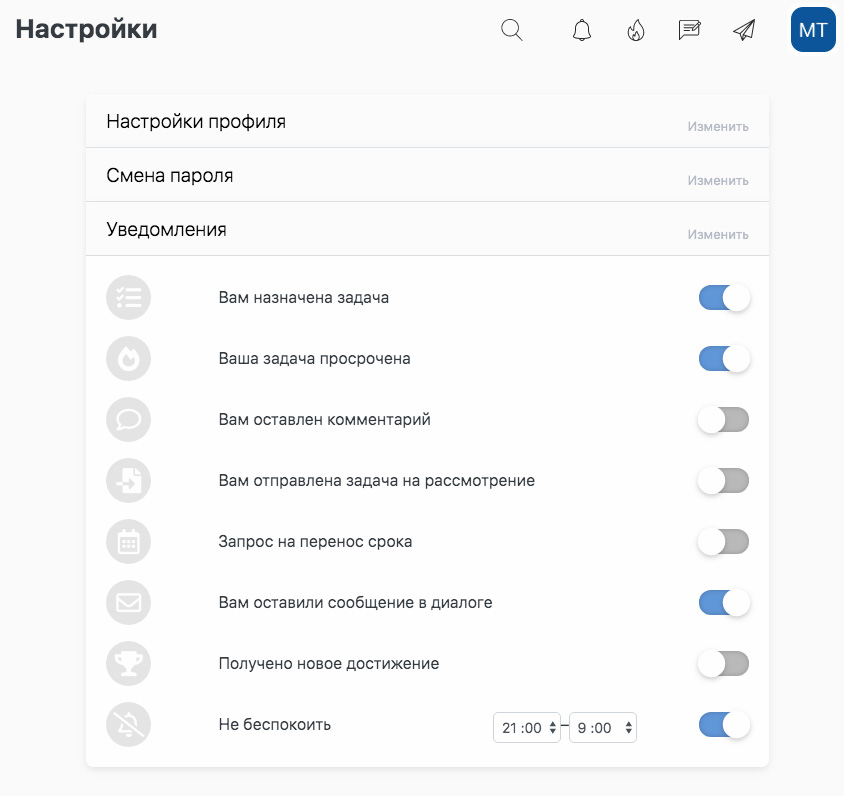 Настройки
МТ
Настройки профиля
Изменить
Смена пароля
Изменить
Уведомления
Изменить
Вам назначена задача
Ваша задача просрочена
Вам оставлен комментарий
Вам отправлена задача на рассмотрение
Запрос на перенос срока
Вам оставили сообщение в диалоге
Получено новое достижение
Не беспокоить
21 :00 – 9 :00